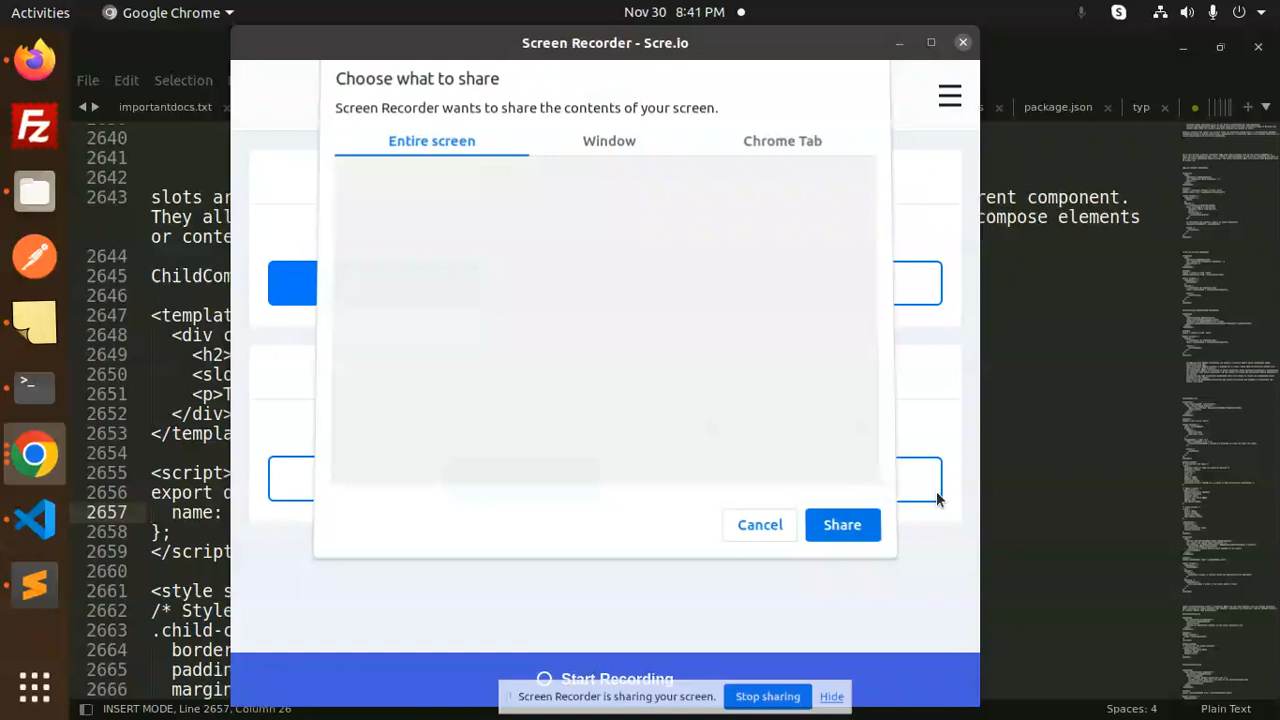 Activities
Google Chrome
Nov 30 8:41 PM
Screen Recorder - Scre.io
File Edit Selection
importantdocs.txt
package.json
typ
Choose what to share
Screen Recorder wants to share the contents of your screen.
Entire screen
Window
Chrome Tab
2640
2641
2642
2643 slots ar rent component.
They all compose elements
or conte
2644
2645 ChildCom
2646
2647 <templat
2648 <div c
2649 <h2>
2650 <slo
2651 <p>T
2652 </div>
2653 </templa
2654
2655 <script>
2656 export d
2657 name:
2658 };
2659 </script
2660
2661 <style s
2662 /* Style
2663 .child-c
2664 border
2665 paddin
2666 margin
Cancel
Share
Start Recording
Screen Recorder is sharing your screen.
Stop sharing
Hide
INSERT MODE, Line 2657, Column 26
Spaces: 4
Plain Text